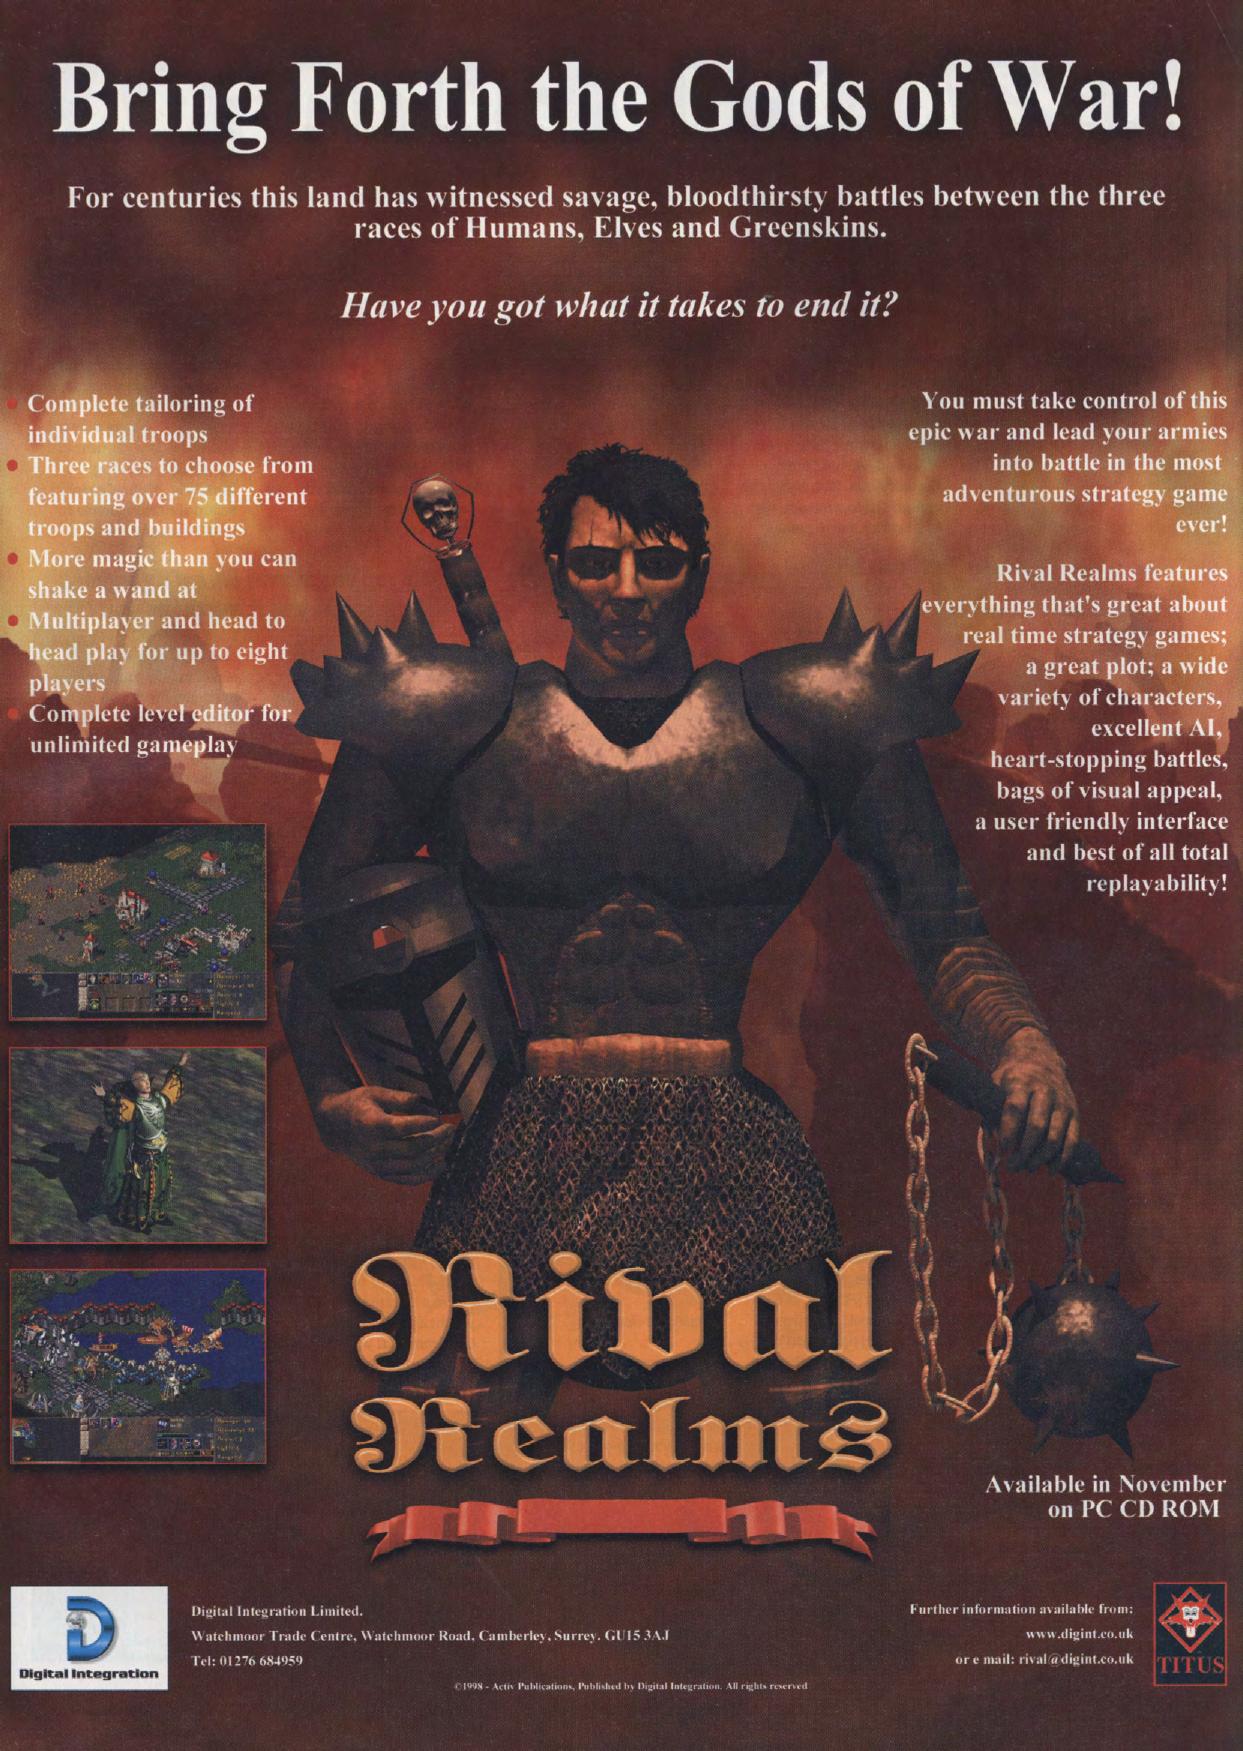 Bring Forth the Gods of War!
For centuries this land has witnessed savage, bloodthirsty battles between the three
races of Humans, Elves and Greenskins.
Have you got what it takes to end it?
Complete tailoring of
individual troops
Three races to choose from
featuring over 75 different
troops and buildings
More magic than you can
shake a wand at
Multiplayer and head to
head play for up to eight
players
Complete level editor for
unlimited gameplay
You must take control of this
epic war and lead your armies
into battle in the most
adventurous strategy game
ever!
Rival Realms features
everything that's great about
real time strategy games;
a great plot; a wide
variety of characters,
excellent AI,
heart-stopping battles,
bags of visual appeal,
a user friendly interface
and best of all total
replayability!
Rival
Realms
Available in November
on PC CD ROM
Digital Integration
Digital Integration Limited.
Watchmoor Trade Centre, Watchmoor Road, Camberley, Surrey. GU15 3AJ
Tel: 01276 684959
Further information available from:
www.digint.co.uk
or e mail: rival@digint.co.uk
TITUS
©1998 - Activ Publications, Published by Digital Integration. All rights reserved